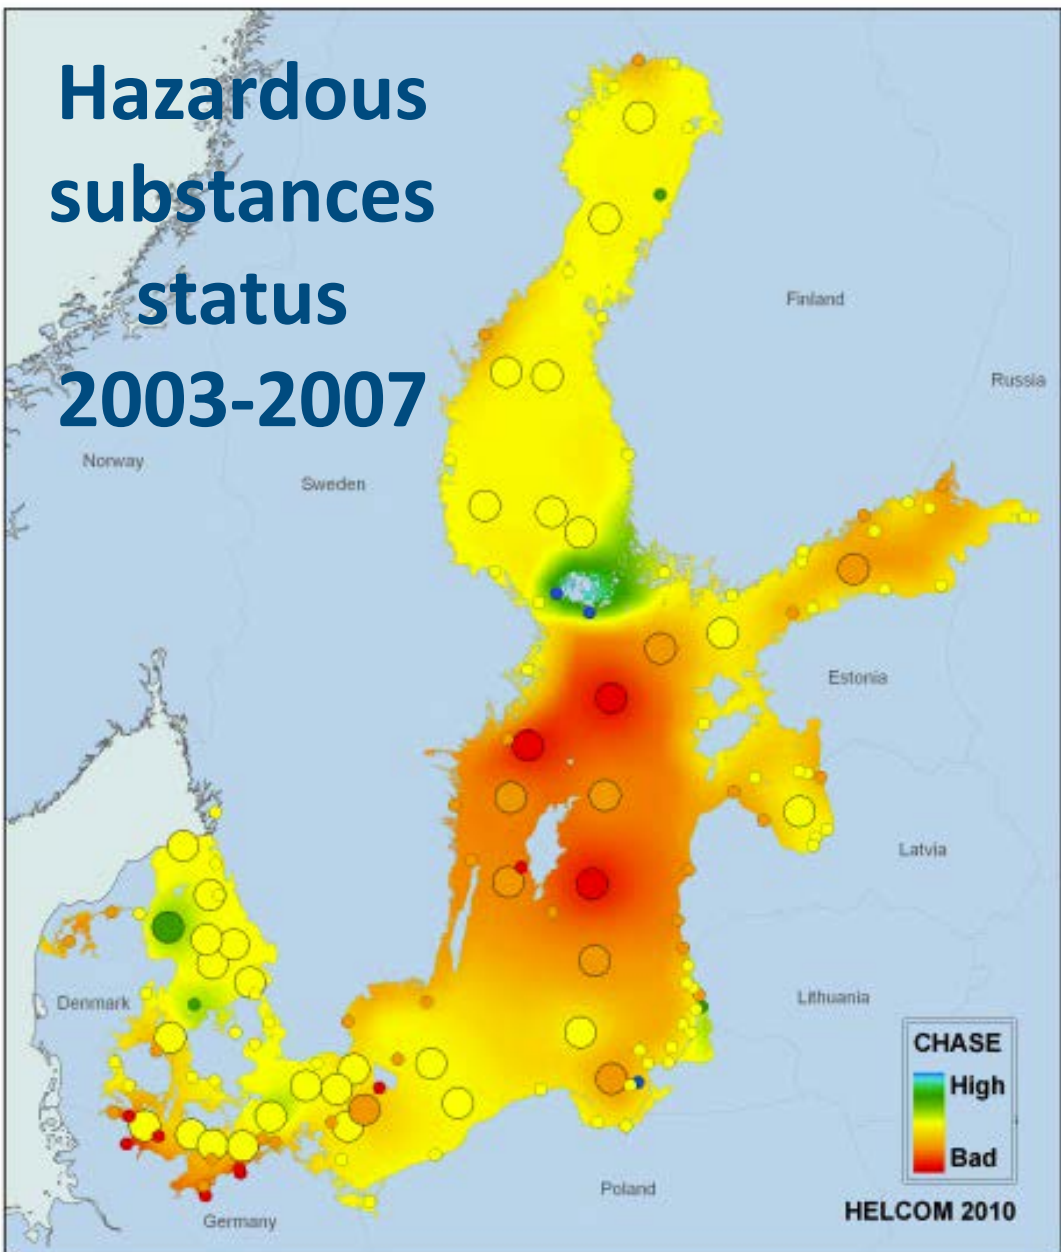 Hazardous
substances
status
2003-2007
Finland
Russia
Norway
Sweden
Estonia
Latvia
Denmark
Lithuania
CHASE
High
Bad
Poland
HELCOM 2010
Germany